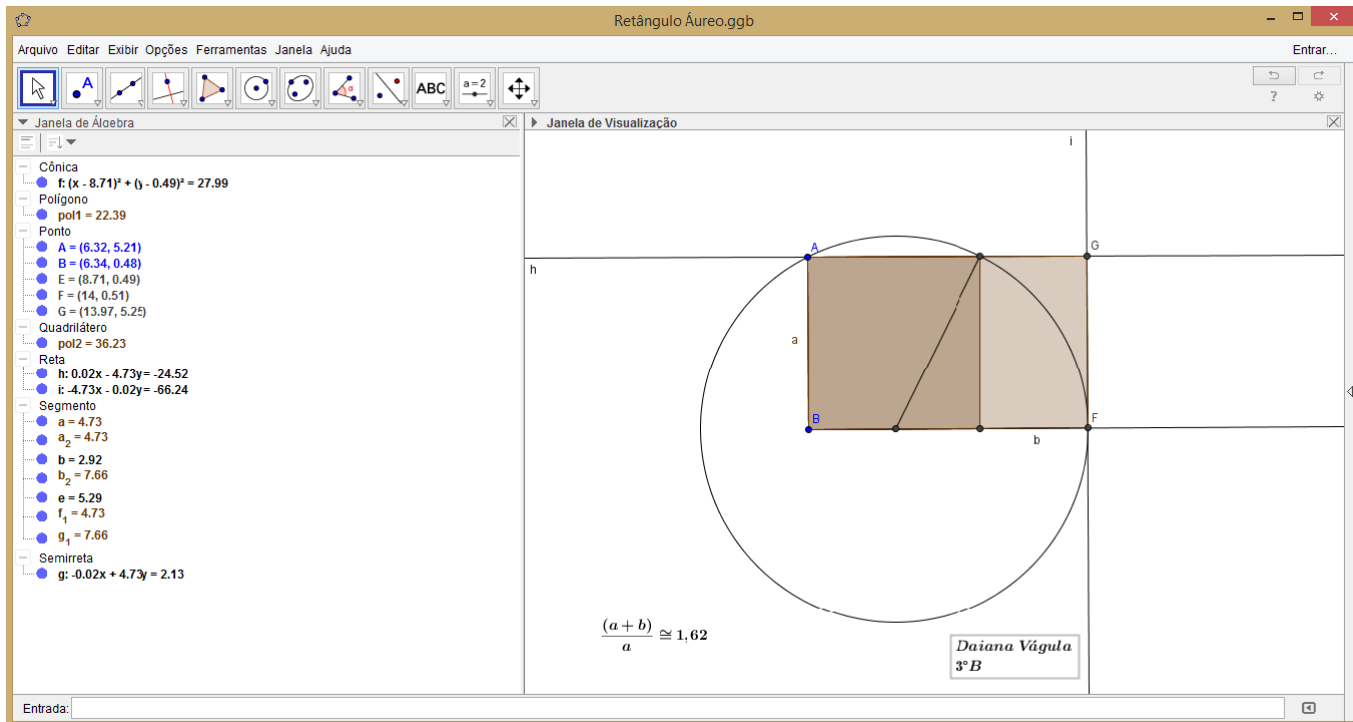 Retângulo Áureo.ggb
Arquivo Editar Exibir Opções Ferramentas Janela Ajuda
Entrar...
A
ABC
a=2
α
?
Janela de Álgebra
Cônica
f: (x - 8.71)² + (y - 0.49)² = 27.99
Polígono
pol1 = 22.39
Ponto
A = (6.32, 5.21)
B = (6.34, 0.48)
E = (8.71, 0.49)
F = (14, 0.51)
G = (13.97, 5.25)
Quadrilátero
pol2 = 36.23
Reta
h: 0.02x - 4.73y = -24.52
i: -4.73x - 0.02y = -66.24
Segmento
a = 4.73
a₂ = 4.73
b = 2.92
b₂ = 7.66
e = 5.29
f₁ = 4.73
g₁ = 7.66
Semirreta
g: -0.02x + 4.73y = 2.13
Janela de Visualização
i
A
G
h
a
B
F
b
(a + b)
a
≅ 1,62
Daiana Vágula
3°B
Entrada: